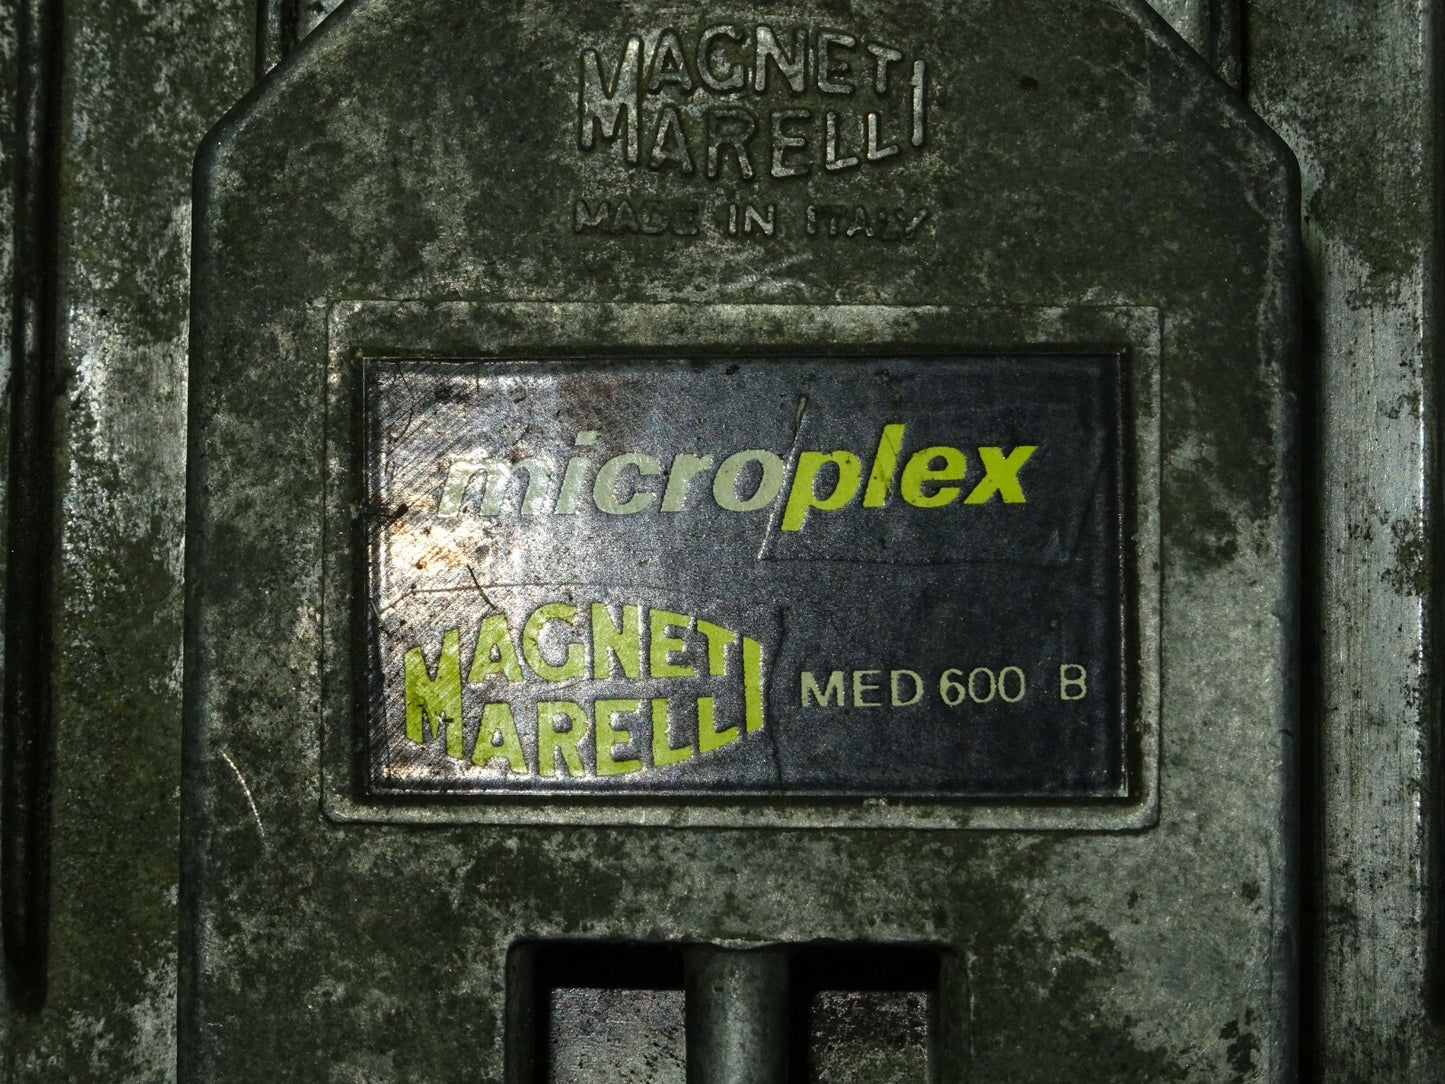 MAGNETI
MARELLI
MADE IN ITALY
microplex
MAGNETI
MARELLI
MED 600 B